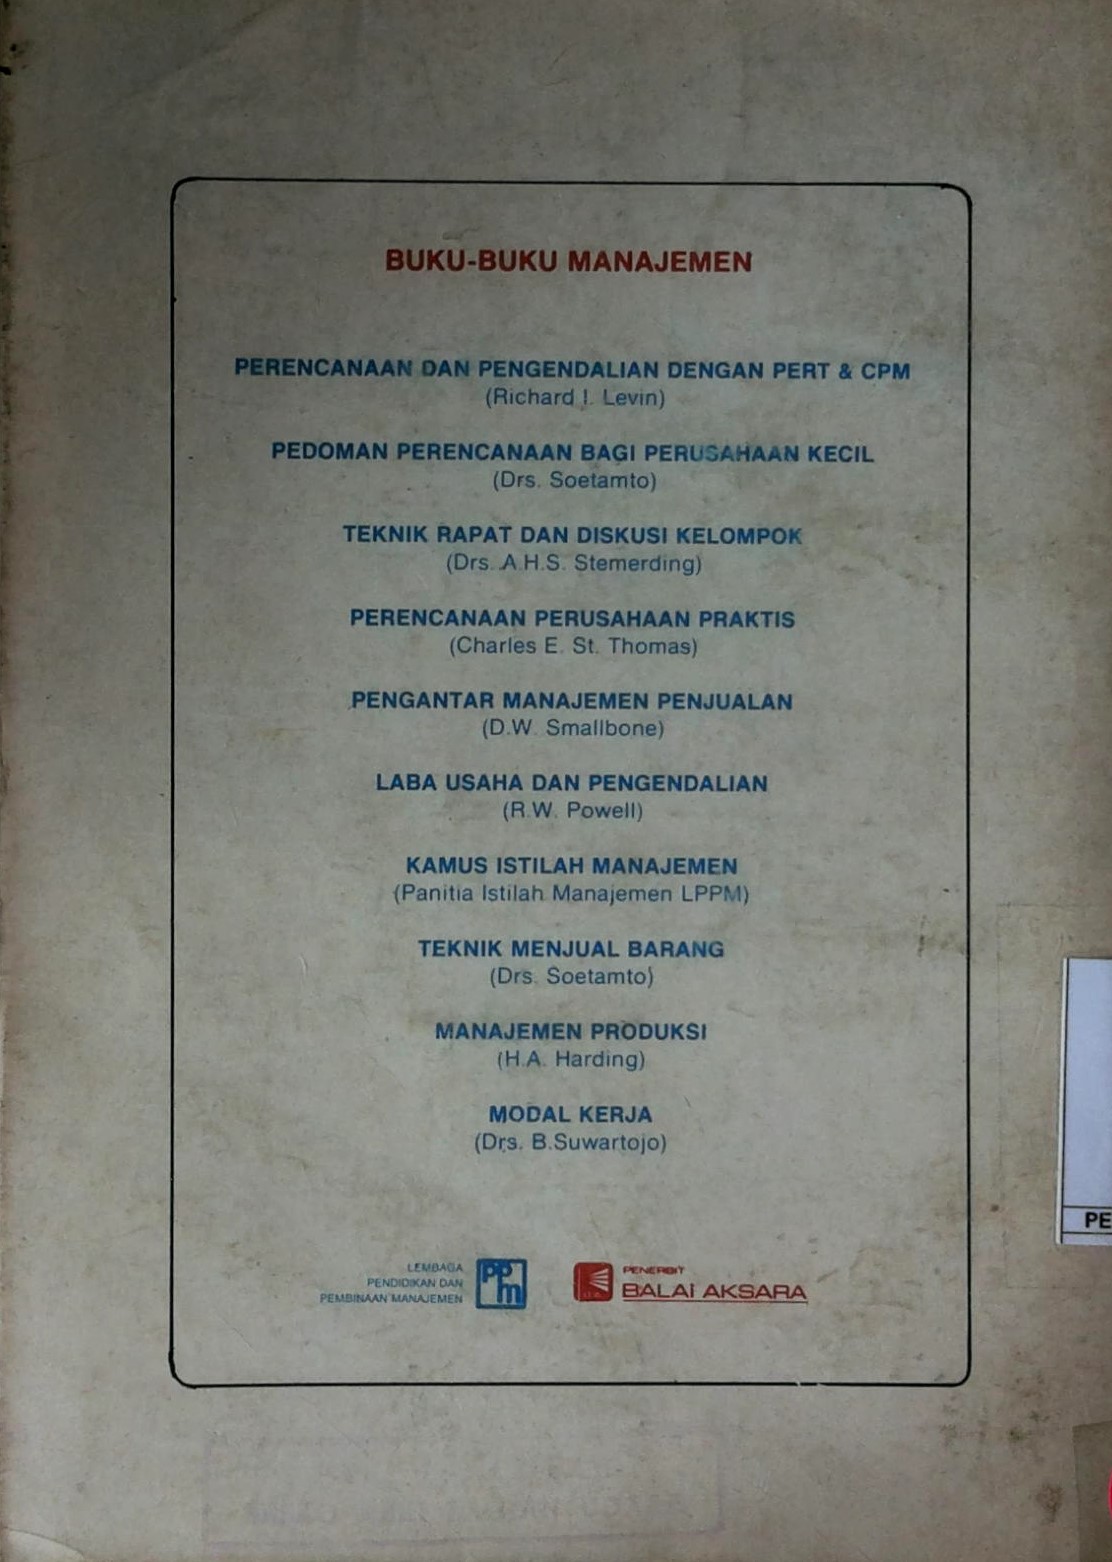 BUKU-BUKU MANAJEMEN
PERENCANAAN DAN PENGENDALIAN DENGAN PERT & CPM
(Richard I. Levin)
PEDOMAN PERENCANAAN BAGI PERUSAHAAN KECIL
(Drs. Soetamto)
TEKNIK RAPAT DAN DISKUSI KELOMPOK
(Drs. A.H.S. Stemerding)
PERENCANAAN PERUSAHAAN PRAKTIS
(Charles E. St. Thomas)
PENGANTAR MANAJEMEN PENJUALAN
(D.W. Smallbone)
LABA USAHA DAN PENGENDALIAN
(R.W. Powell)
KAMUS ISTILAH MANAJEMEN
(Panitia Istilah Manajemen LPPM)
TEKNIK MENJUAL BARANG
(Drs. Soetamto)
MANAJEMEN PRODUKSI
(H.A. Harding)
MODAL KERJA
(Drs. B.Suwartojo)
LEMBAGA
PENDIDIKAN DAN
PEMBINAAN MANAJEMEN
PPm
PENERBIT
BALAI AKSARA
PE